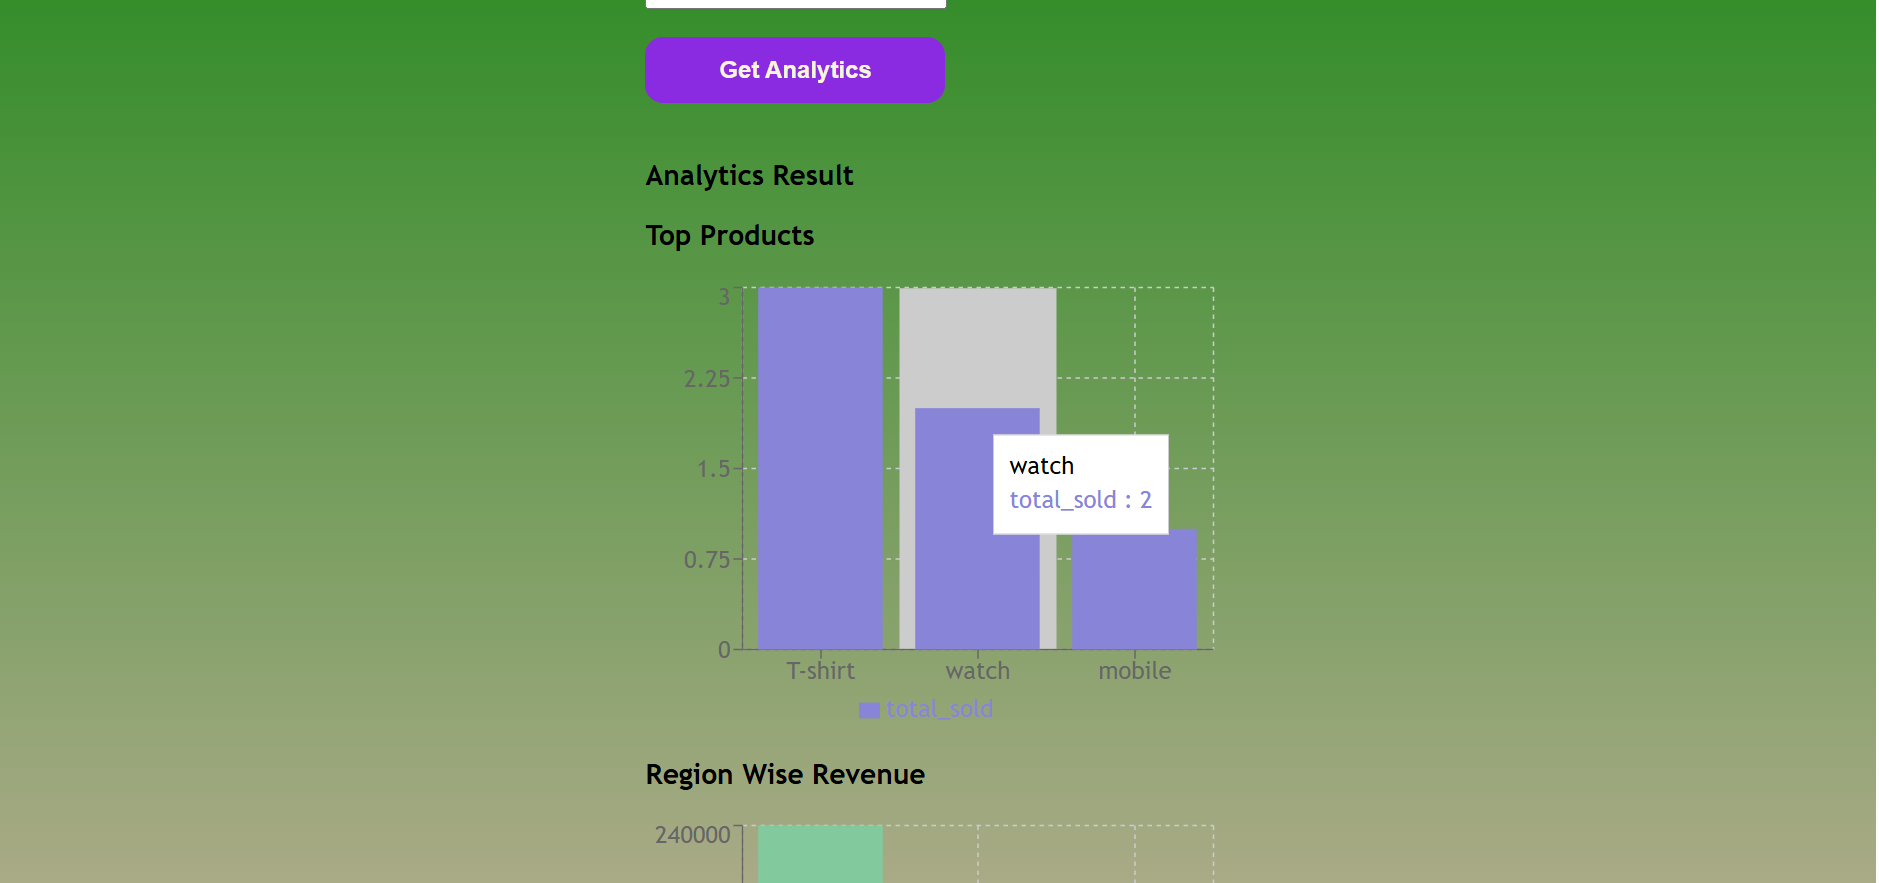 Get Analytics
Analytics Result
Top Products
3
2.25
1.5
0.75
0
watch
total_sold : 2
T-shirt watch mobile
total_sold
Region Wise Revenue
240000